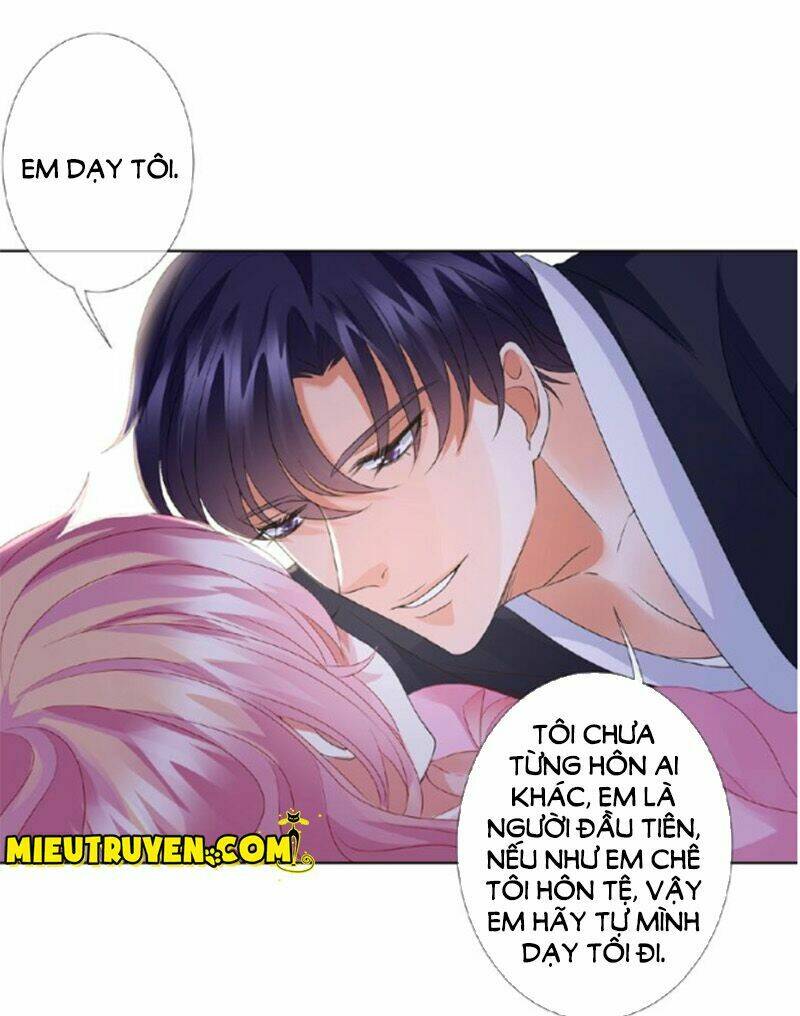 EM DẠY TÔI.
TÔI CHƯA
TỪNG HÔN AI
KHÁC, EM LÀ
NGƯỜI ĐẦU TIÊN,
NẾU NHƯ EM CHÊ
TÔI HÔN TỆ, VẬY
EM HÃY TỰ MÌNH
DẠY TÔI ĐI.
MIEUTRUYEN.COM